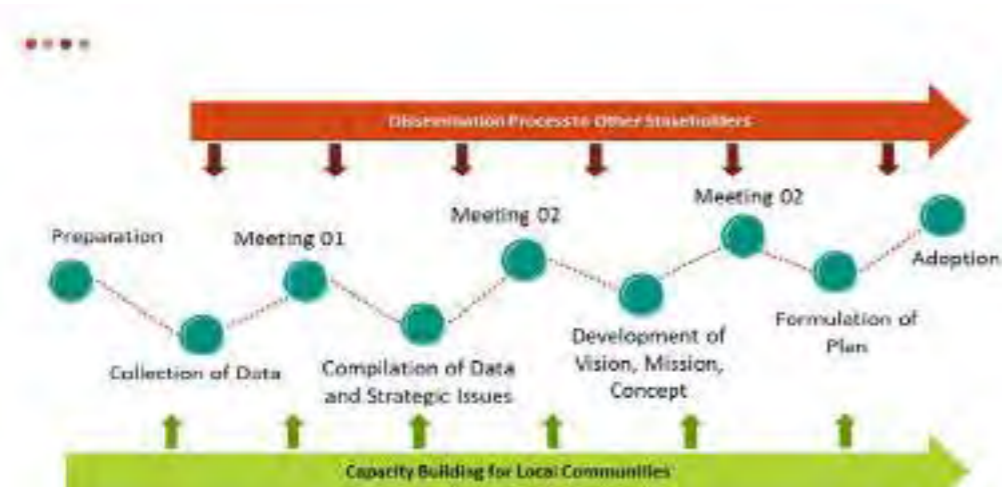 Dissemination Process to Other Stakeholders
Preparation
Meeting 01
Meeting 02
Meeting 02
Adoption
Collection of Data
Compilation of Data
and Strategic Issues
Development of
Vision, Mission,
Concept
Formulation of
Plan
Capacity Building for Local Communities